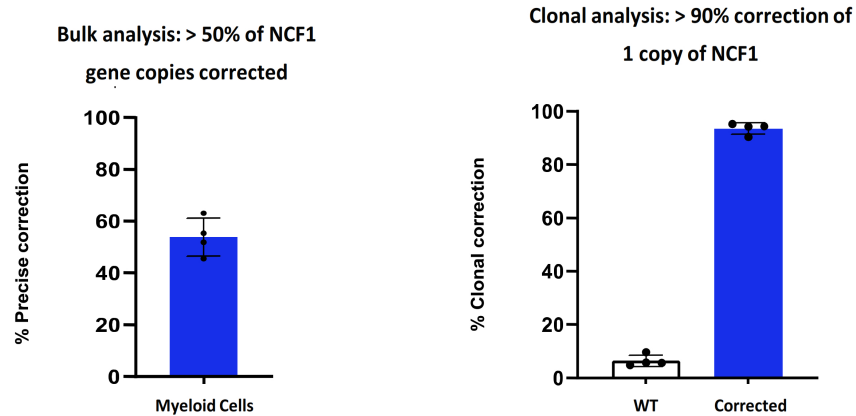 Bulk analysis: > 50% of NCF1
gene copies corrected
% Precise correction
100
80
60
40
20
0
Myeloid Cells
Clonal analysis: > 90% correction of
1 copy of NCF1
% Clonal correction
100
80
60
40
20
0
WT
Corrected